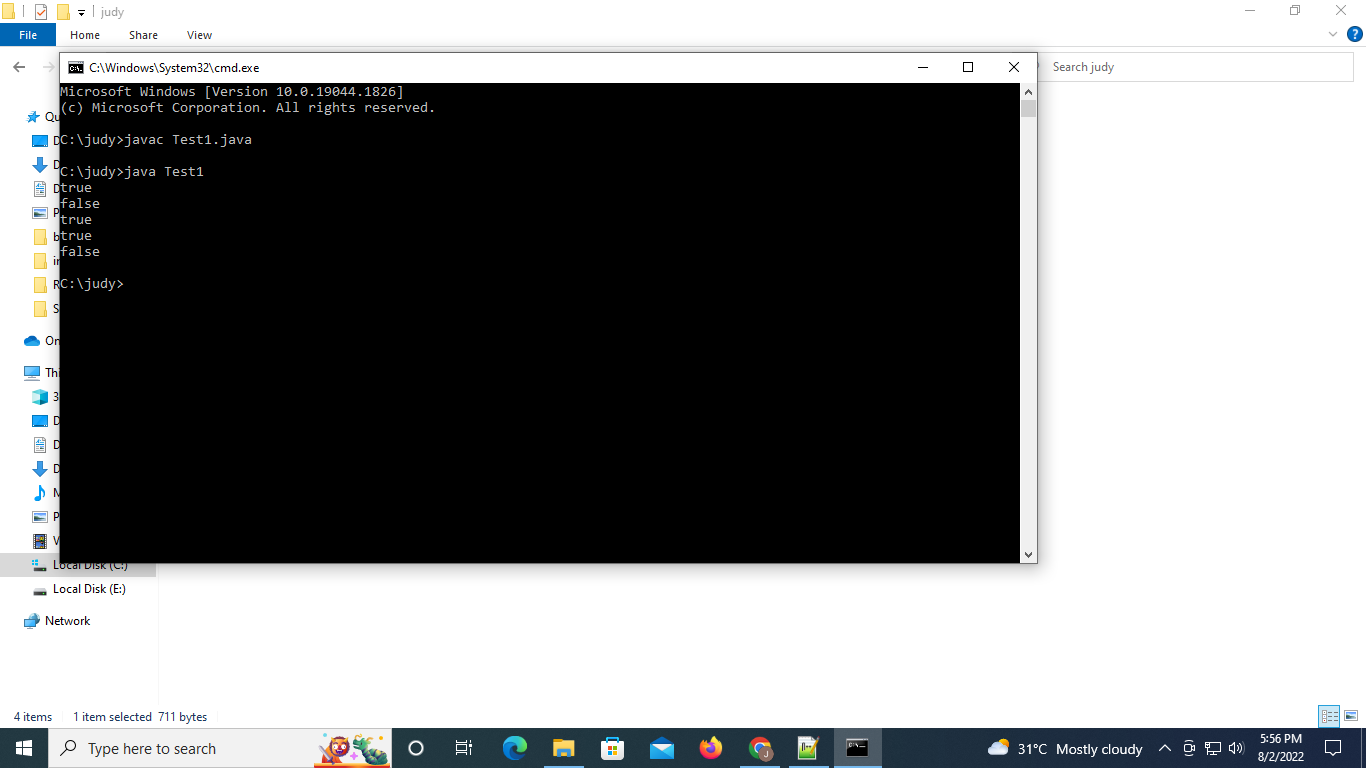 judy
File Home Share View
C:\Windows\System32\cmd.exe
Search judy
Microsoft Windows [Version 10.0.19044.1826]
(c) Microsoft Corporation. All rights reserved.
C:\judy>javac Test1.java
C:\judy>java Test1
true
false
true
true
false
C:\judy>
Local Disk (C:)
Local Disk (E:)
Network
4 items 1 item selected 711 bytes
Type here to search
31°C Mostly cloudy
5:56 PM
8/2/2022